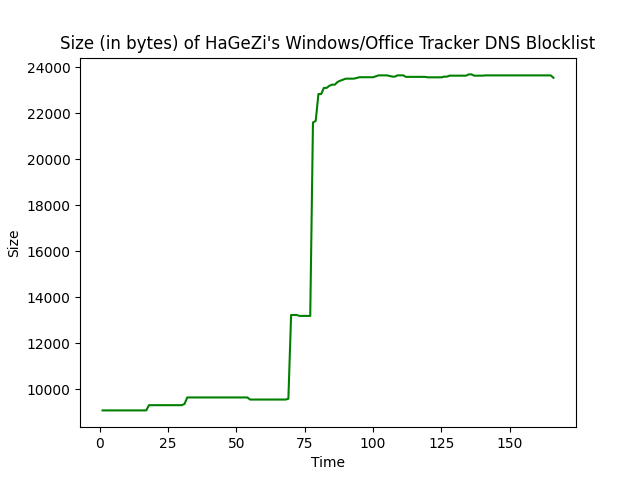 Size (in bytes) of HaGeZi's Windows/Office Tracker DNS Blocklist
24000
22000
20000
18000
16000
14000
12000
10000
Size
0 25 50 75 100 125 150
Time